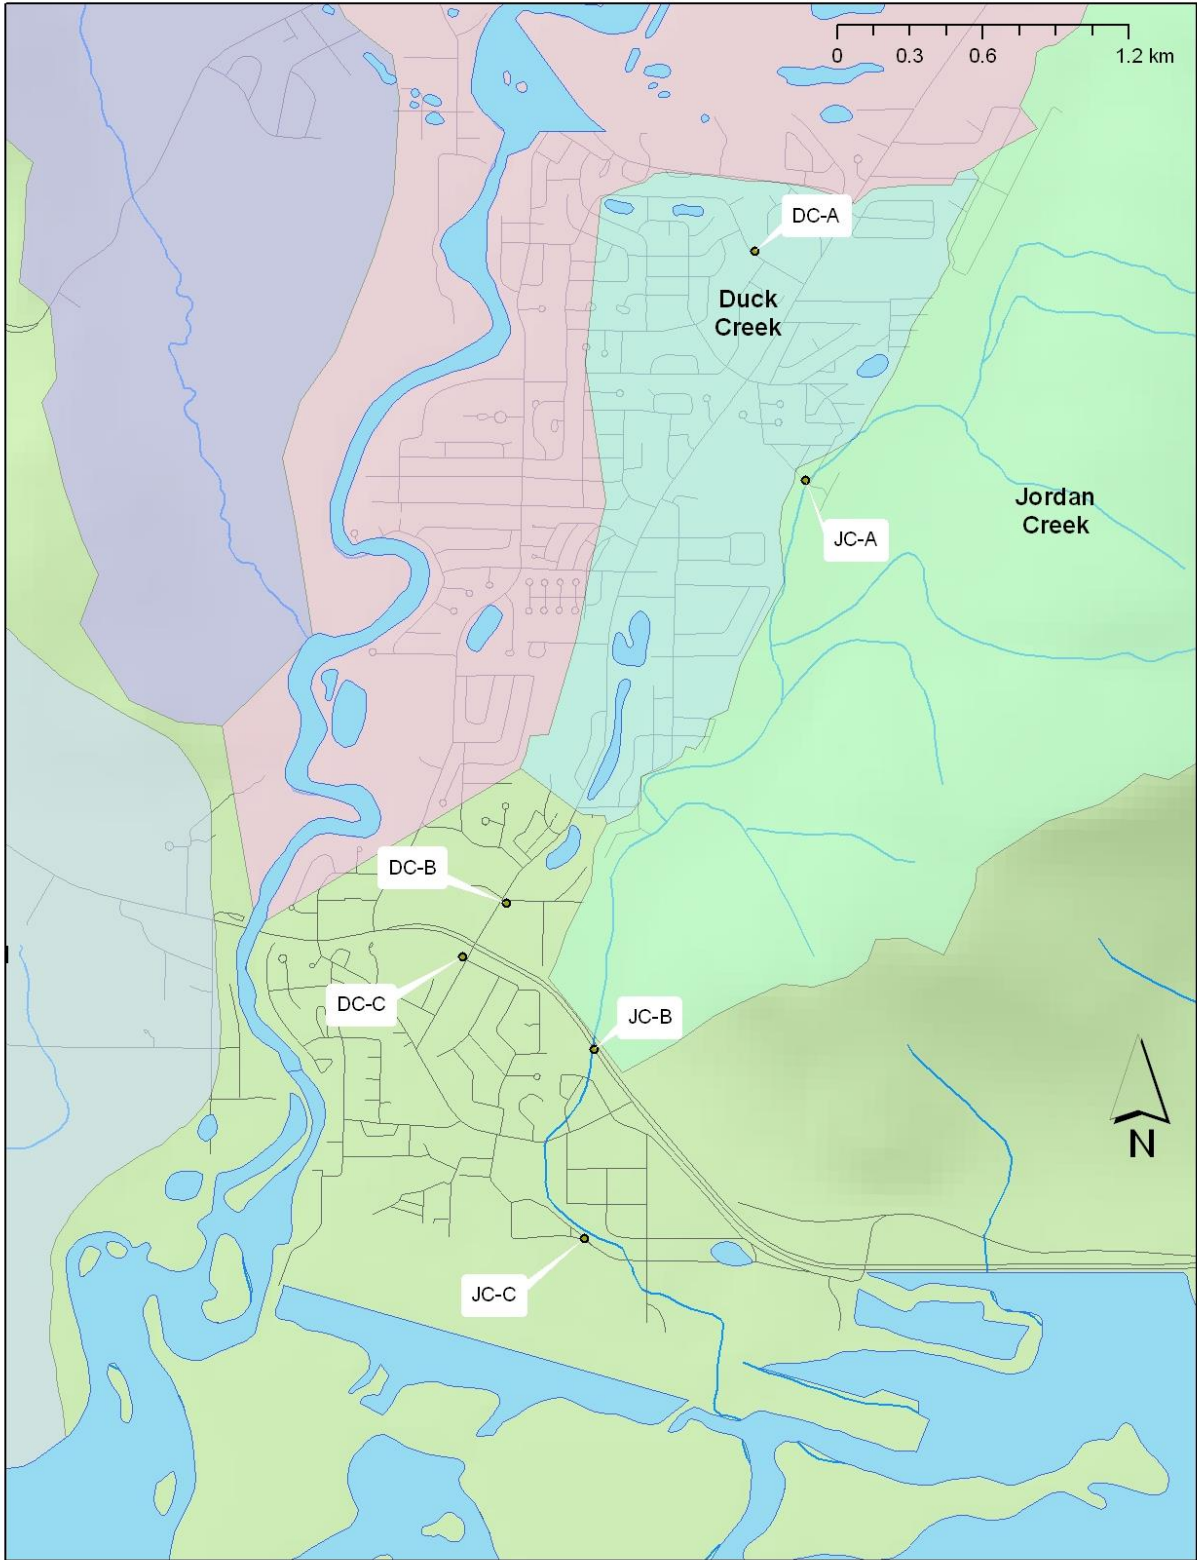 0 0.3 0.6 1.2 km
DC-A
Duck
Creek
Jordan
Creek
JC-A
DC-B
DC-C
JC-B
N
JC-C